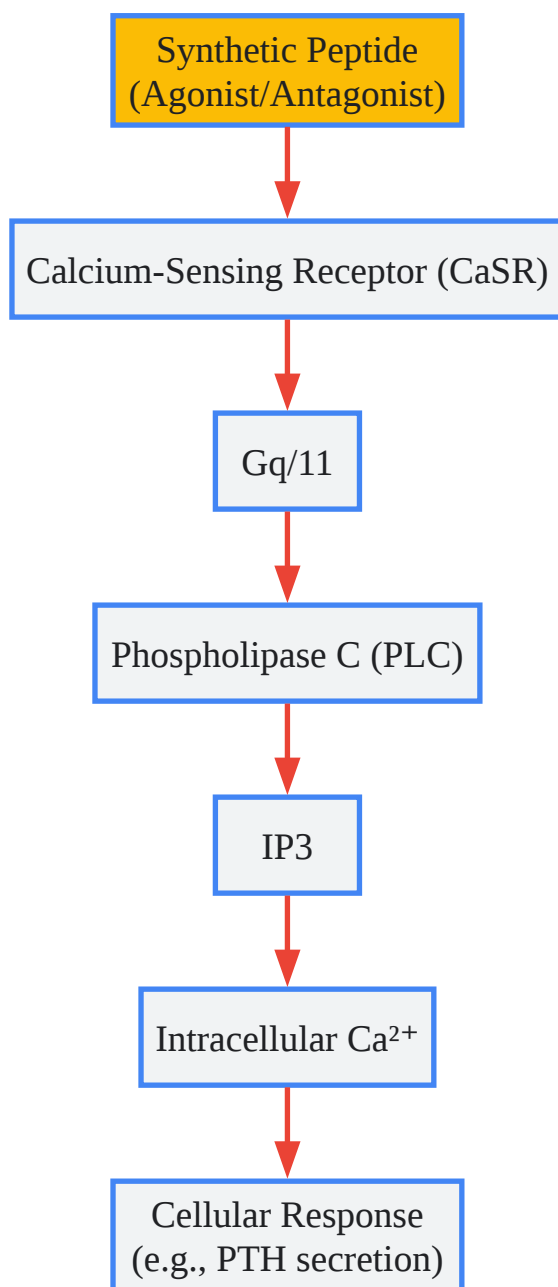 Synthetic Peptide
(Agonist/Antagonist)
Calcium-Sensing Receptor (CaSR)
Gq/11
Phospholipase C (PLC)
IP3
Intracellular Ca²⁺
Cellular Response
(e.g., PTH secretion)